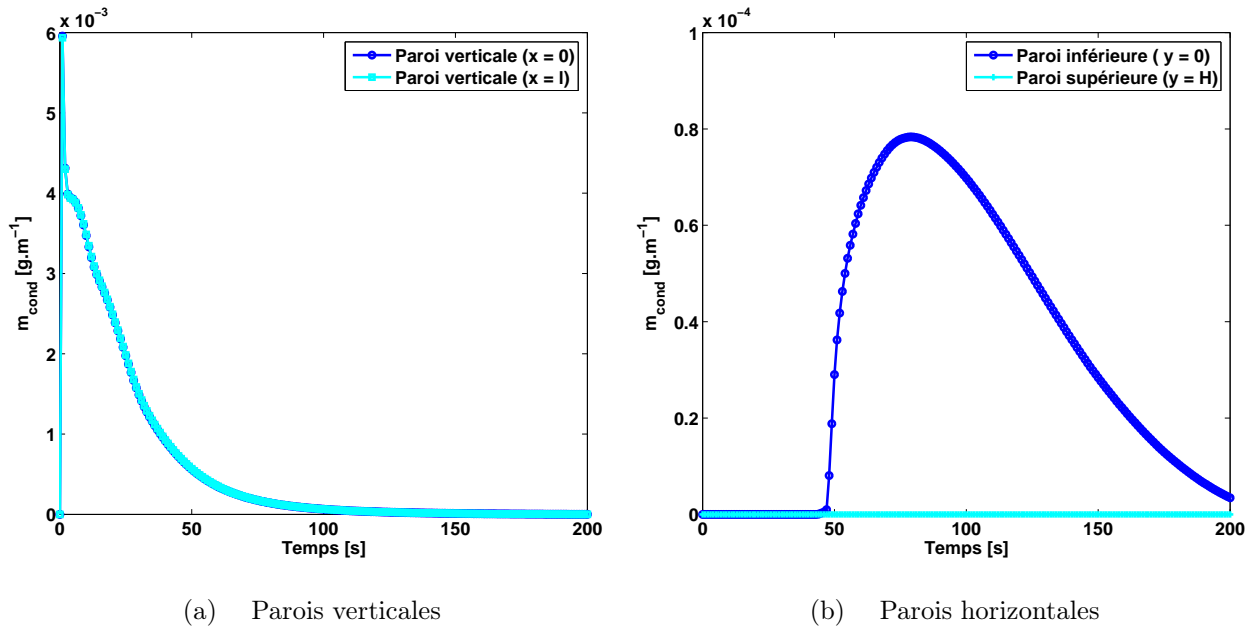 x 10⁻³
6
5
4
3
2
1
0
m_cond [g.m⁻¹]
Paroi verticale (x = 0)
Paroi verticale (x = l)
0 50 100 150 200
Temps [s]
(a) Parois verticales
x 10⁻⁴
1
0.8
0.6
0.4
0.2
0
m_cond [g.m⁻¹]
Paroi inférieure ( y = 0)
Paroi supérieure (y = H)
0 50 100 150 200
Temps [s]
(b) Parois horizontales